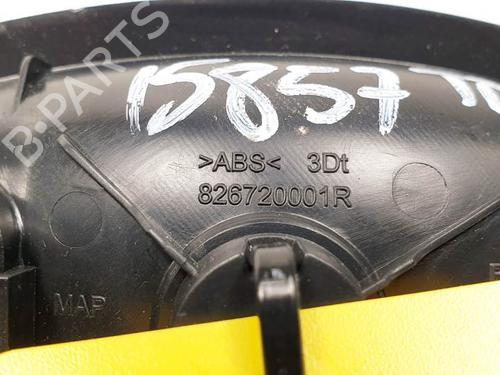 15857
>ABS< 3Dt
826720001R
MAP
B-PARTS